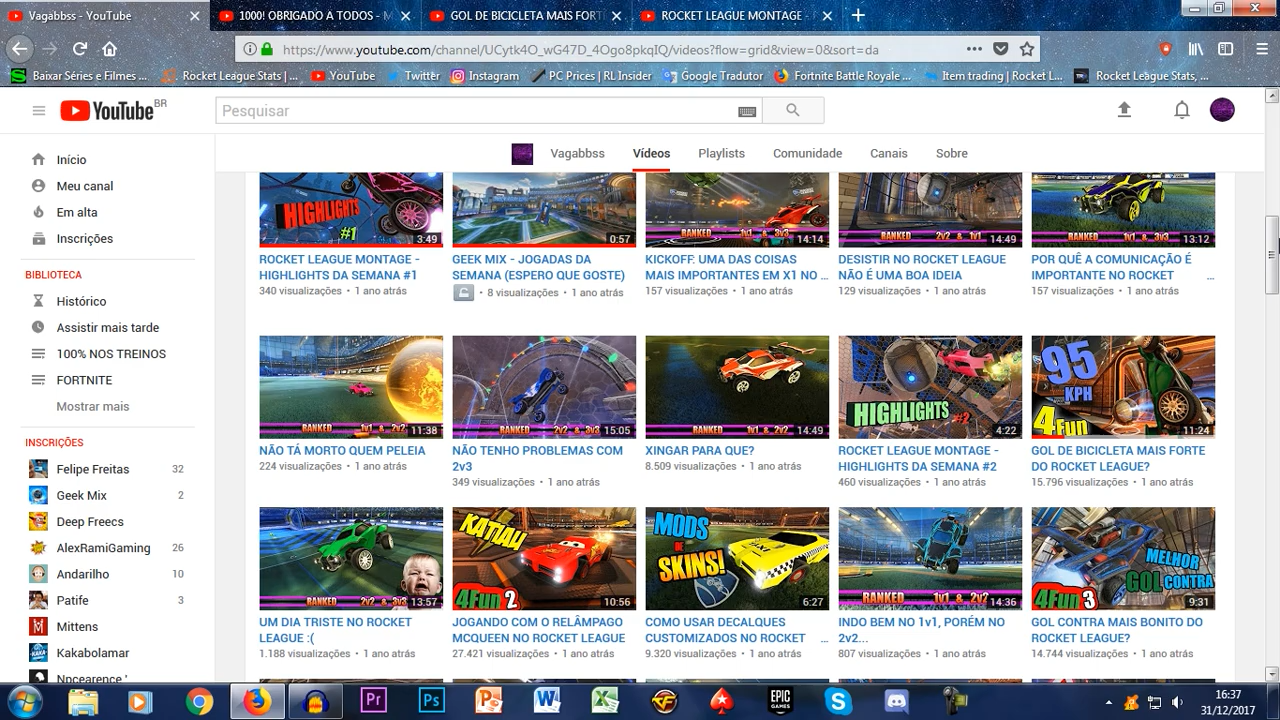 Vagabbss - YouTube
1000! OBRIGADO A TODOS - M
GOL DE BICICLETA MAIS FORT
ROCKET LEAGUE MONTAGE -
https://www.youtube.com/channel/UCytk4O_wG47D_4Ogo8pkqIQ/videos?flow=grid&view=0&sort=da
Baixar Séries e Filmes ...
Rocket League Stats | ...
YouTube
Twitter
Instagram
PC Prices | RL Insider
Google Tradutor
Fortnite Battle Royale ...
Item trading | Rocket L...
Rocket League Stats, ...
YouTube BR
Pesquisar
Vagabbss
Vídeos
Playlists
Comunidade
Canais
Sobre
Início
Meu canal
Em alta
Inscrições
BIBLIOTECA
Histórico
Assistir mais tarde
100% NOS TREINOS
FORTNITE
Mostrar mais
INSCRIÇÕES
Felipe Freitas 32
Geek Mix 2
Deep Freecs
AlexRamiGaming 26
Andarilho 10
Patife 3
Mittens
Kakabolamar
Npcearence '
HIGHLIGHTS
#1
3:49
ROCKET LEAGUE MONTAGE -
HIGHLIGHTS DA SEMANA #1
340 visualizações • 1 ano atrás
0:57
GEEK MIX - JOGADAS DA
SEMANA (ESPERO QUE GOSTE)
8 visualizações • 1 ano atrás
RANKED 1v1 & 3v3
14:14
KICKOFF: UMA DAS COISAS
MAIS IMPORTANTES EM X1 NO ...
157 visualizações • 1 ano atrás
RANKED 2v2 & 1v1
14:49
DESISTIR NO ROCKET LEAGUE
NÃO É UMA BOA IDEIA
129 visualizações • 1 ano atrás
RANKED 1v1 & 3v3
13:12
POR QUÊ A COMUNICAÇÃO É
IMPORTANTE NO ROCKET ...
157 visualizações • 1 ano atrás
RANKED 1v1 & 2v2
11:38
NÃO TÁ MORTO QUEM PELEIA
224 visualizações • 1 ano atrás
RANKED 2v2 & 3v3
15:05
NÃO TENHO PROBLEMAS COM
2v3
349 visualizações • 1 ano atrás
RANKED 1v1 & 2v2
14:49
XINGAR PARA QUE?
8.509 visualizações • 1 ano atrás
HIGHLIGHTS #2
4:22
ROCKET LEAGUE MONTAGE -
HIGHLIGHTS DA SEMANA #2
460 visualizações • 1 ano atrás
95
KPH
4Fun
11:24
GOL DE BICICLETA MAIS FORTE
DO ROCKET LEAGUE?
15.796 visualizações • 1 ano atrás
RANKED 2v2 & 3v3
13:57
UM DIA TRISTE NO ROCKET
LEAGUE :(
1.188 visualizações • 1 ano atrás
KATIAU
4Fun 2
10:56
JOGANDO COM O RELÂMPAGO
MCQUEEN NO ROCKET LEAGUE
27.421 visualizações • 1 ano atrás
MODS
DE
SKINS!
6:27
COMO USAR DECALQUES
CUSTOMIZADOS NO ROCKET ...
9.320 visualizações • 1 ano atrás
RANKED 1v1 & 2v2
14:36
INDO BEM NO 1v1, PORÉM NO
2v2...
807 visualizações • 1 ano atrás
MELHOR
GOL CONTRA
4Fun 3
9:31
GOL CONTRA MAIS BONITO DO
ROCKET LEAGUE?
14.744 visualizações • 1 ano atrás
Pr
Ps
EPIC
GAMES
16:37
31/12/2017